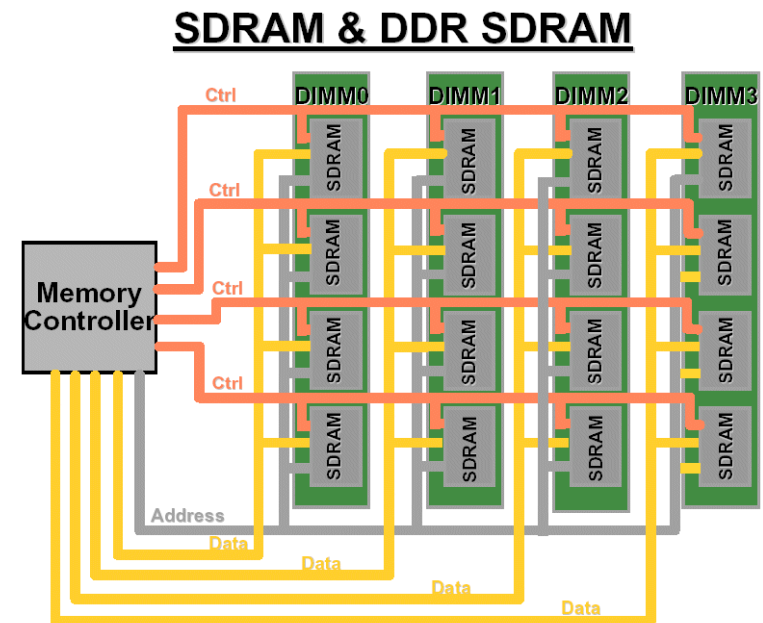 SDRAM & DDR SDRAM
Ctrl
DIMM0
DIMM1
DIMM2
DIMM3
SDRAM
SDRAM
SDRAM
SDRAM
Ctrl
SDRAM
SDRAM
SDRAM
SDRAM
Memory
Controller
Ctrl
SDRAM
SDRAM
SDRAM
SDRAM
Ctrl
SDRAM
SDRAM
SDRAM
SDRAM
Address
Data
Data
Data
Data